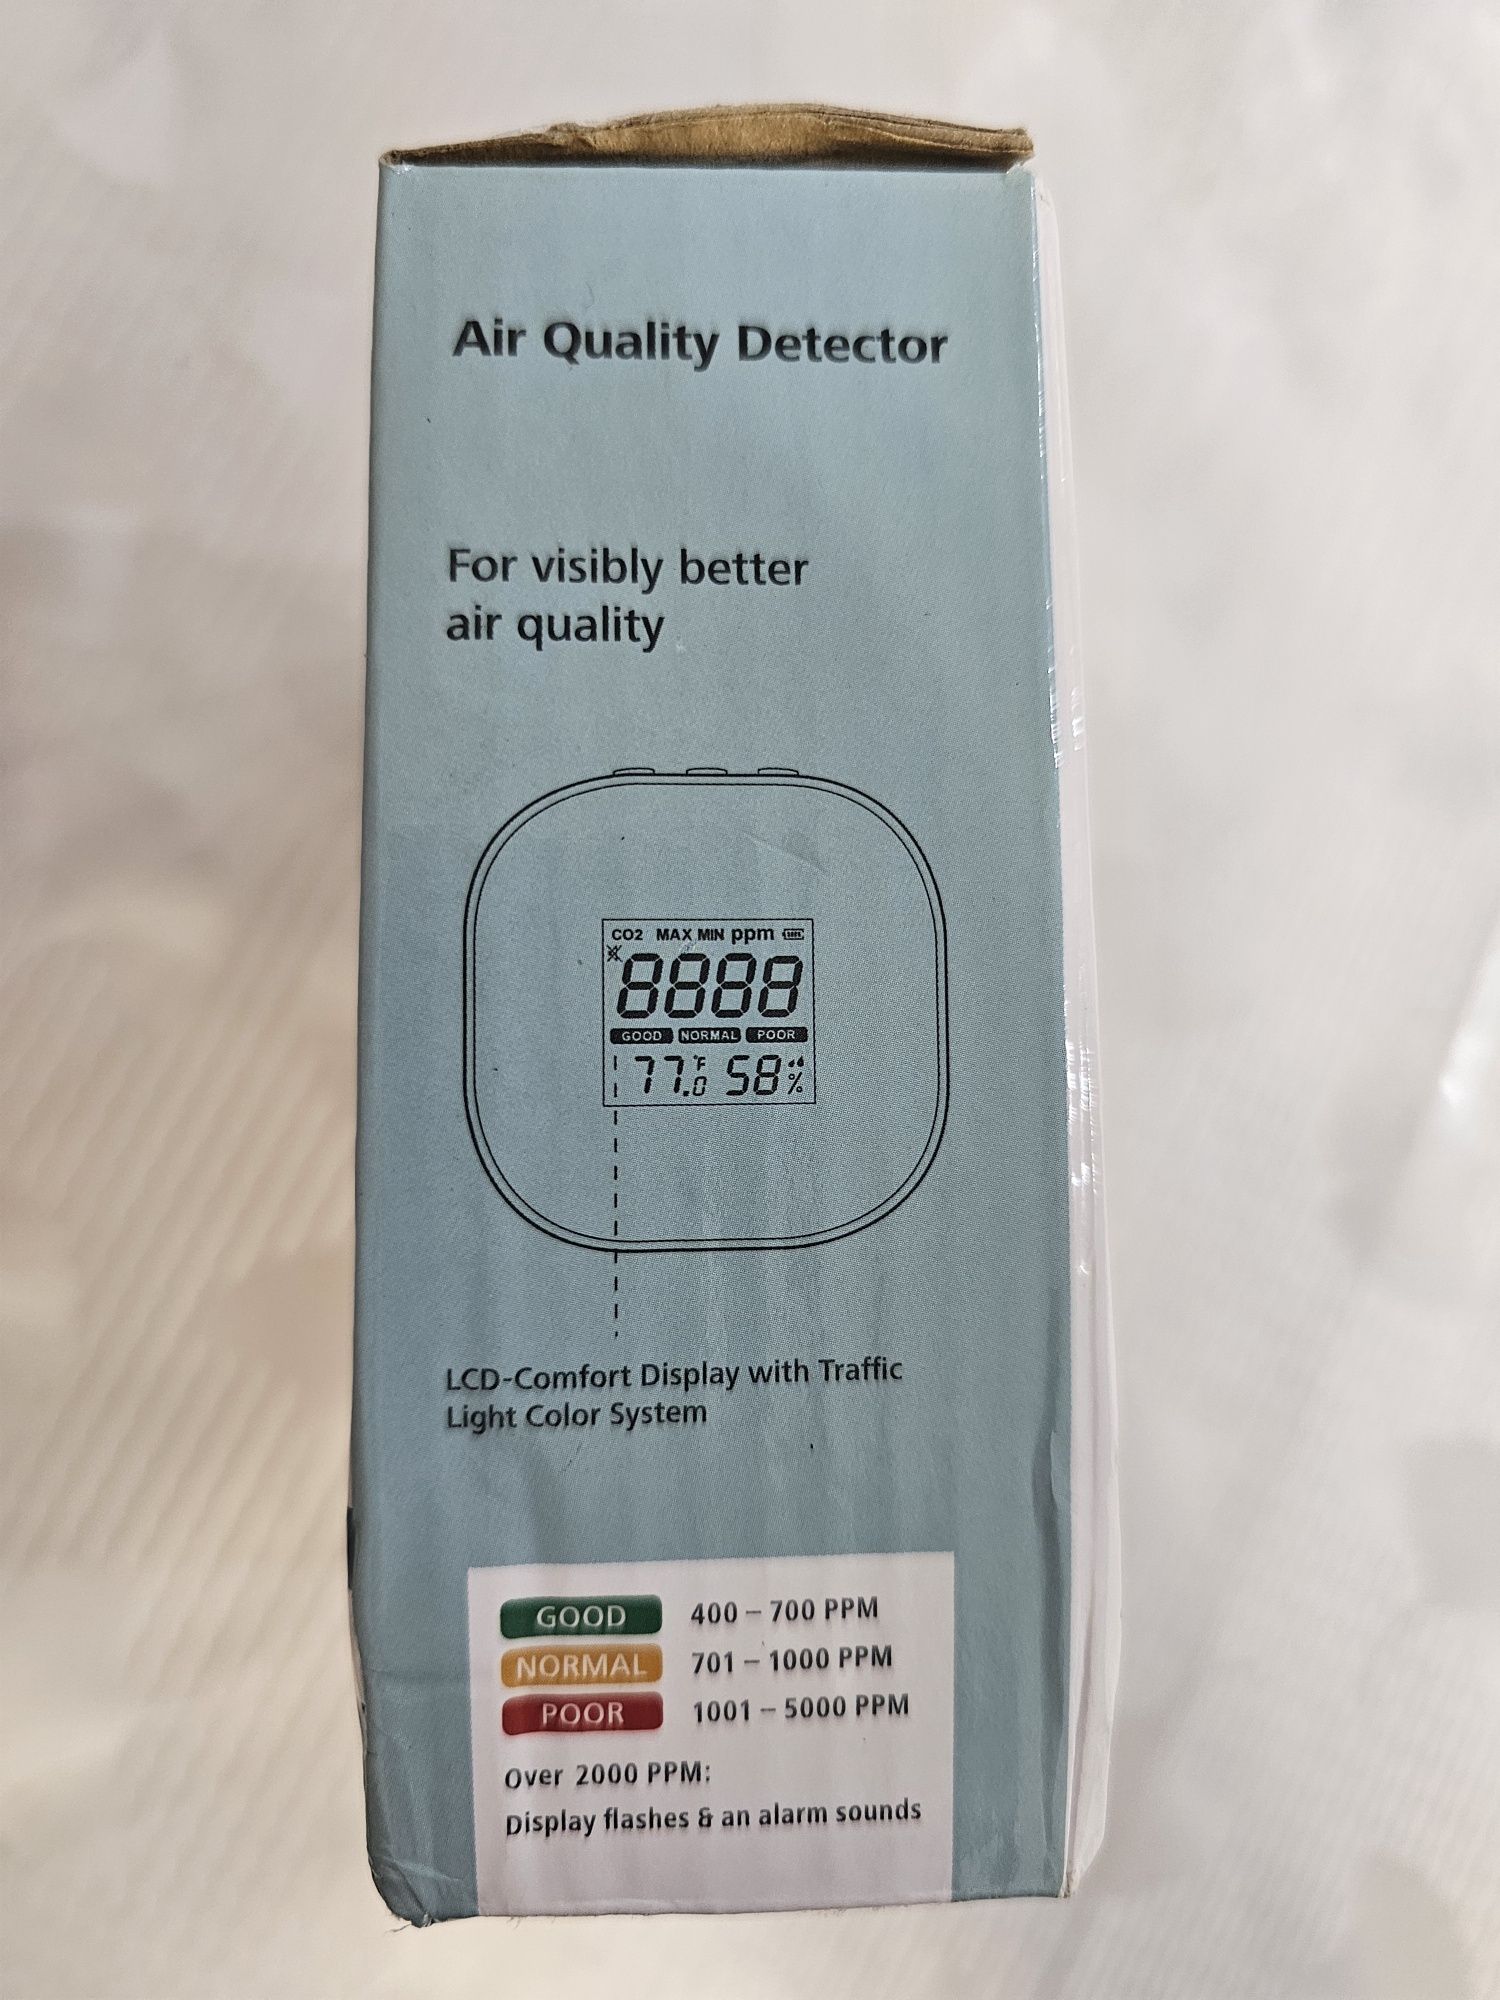 Air Quality Detector
For visibly better
air quality
CO2 MAX MIN ppm
8888
GOOD NORMAL POOR
77.0 °F 58 %
LCD-Comfort Display with Traffic
Light Color System
GOOD 400 – 700 PPM
NORMAL 701 – 1000 PPM
POOR 1001 – 5000 PPM
Over 2000 PPM:
Display flashes & an alarm sounds